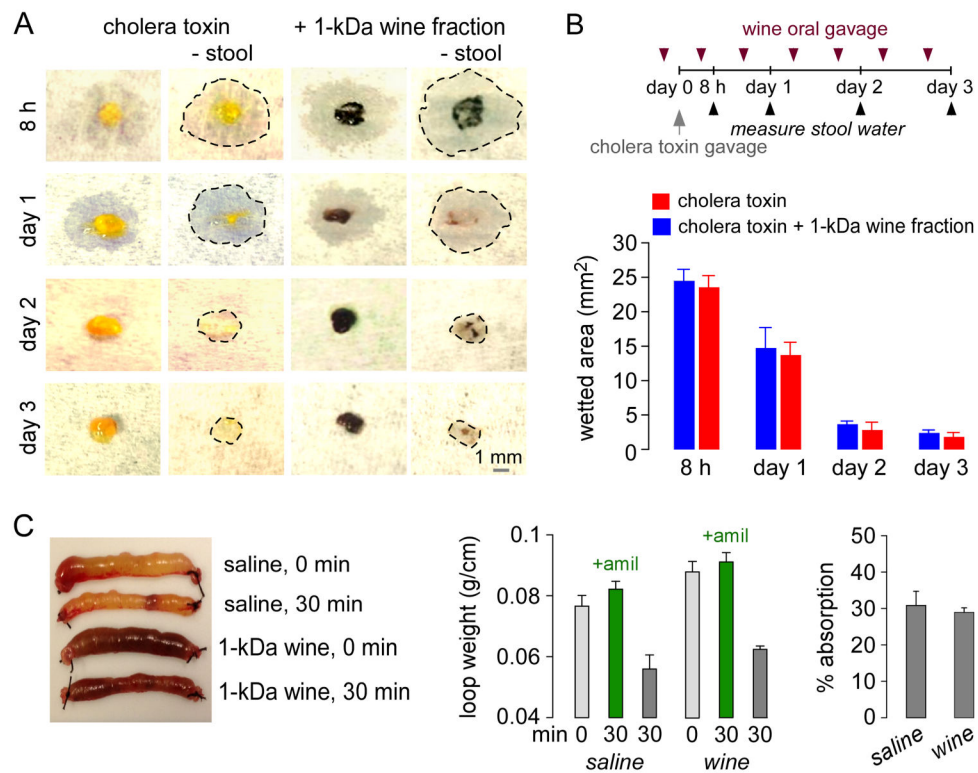 A
cholera toxin
+ 1-kDa wine fraction
- stool
- stool
8 h
day 1
day 2
day 3
1 mm
B
wine oral gavage
day 0 8 h day 1 day 2 day 3
measure stool water
cholera toxin gavage
cholera toxin
cholera toxin + 1-kDa wine fraction
wetted area (mm²)
30
25
20
15
10
5
0
8 h day 1 day 2 day 3
C
saline, 0 min
saline, 30 min
1-kDa wine, 0 min
1-kDa wine, 30 min
loop weight (g/cm)
0.1
0.08
0.06
0.04
+amil
+amil
min 0 30 30 0 30 30
saline wine
% absorption
50
40
30
20
10
0
saline wine